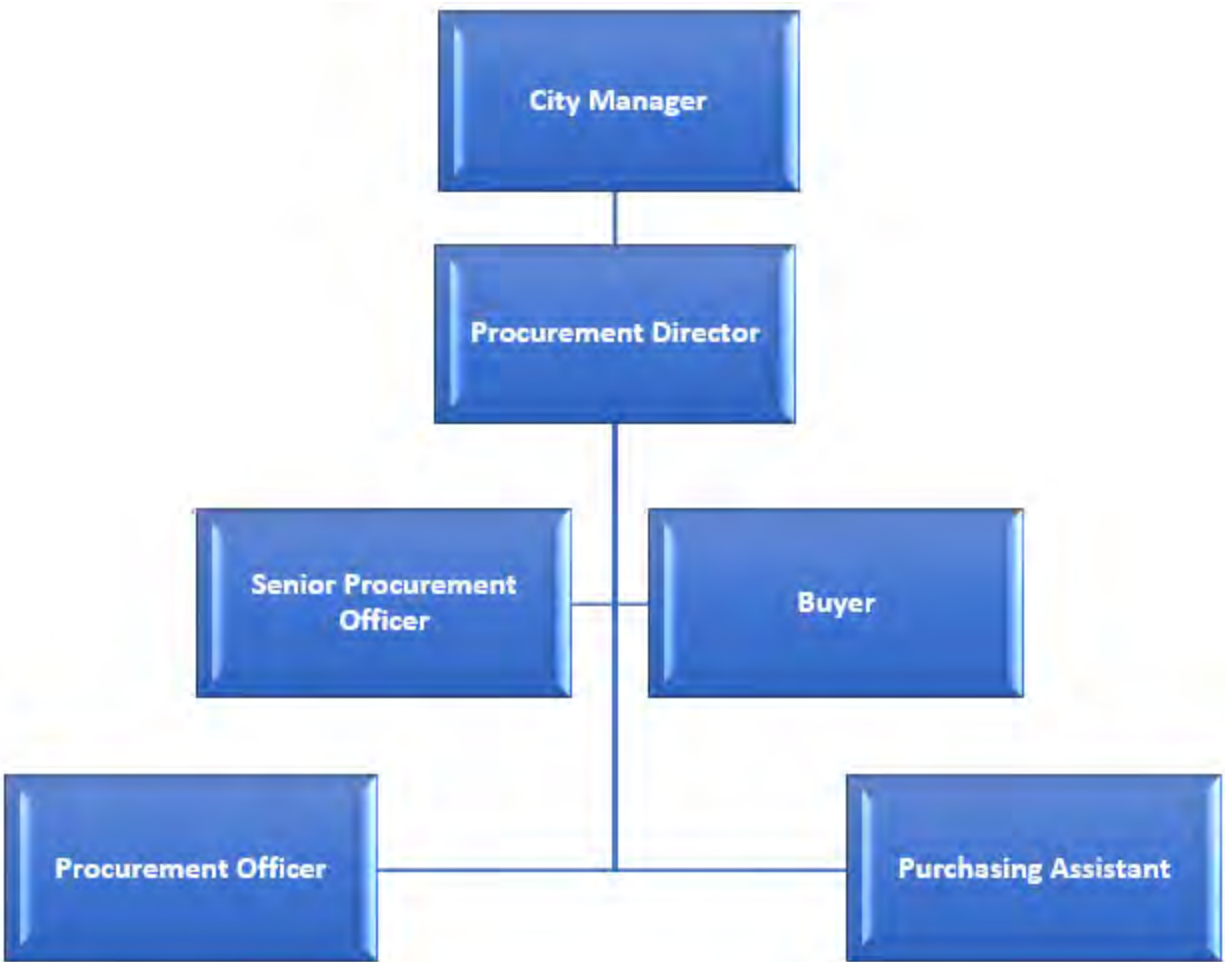 City Manager
Procurement Director
Senior Procurement
Officer
Buyer
Procurement Officer
Purchasing Assistant